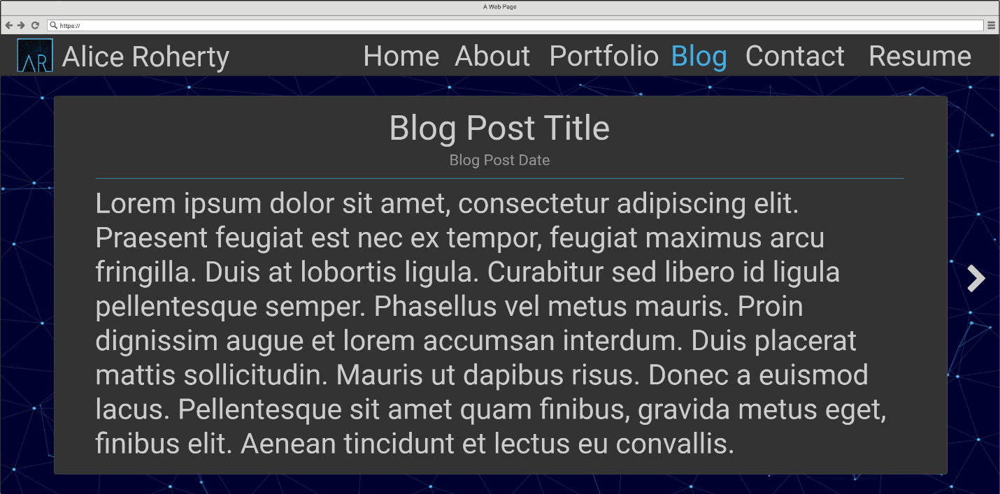 A Web Page
https://
AR Alice Roherty Home About Portfolio Blog Contact Resume
Blog Post Title
Blog Post Date
Lorem ipsum dolor sit amet, consectetur adipiscing elit.
Praesent feugiat est nec ex tempor, feugiat maximus arcu
fringilla. Duis at lobortis ligula. Curabitur sed libero id ligula
pellentesque semper. Phasellus vel metus mauris. Proin
dignissim augue et lorem accumsan interdum. Duis placerat
mattis sollicitudin. Mauris ut dapibus risus. Donec a euismod
lacus. Pellentesque sit amet quam finibus, gravida metus eget,
finibus elit. Aenean tincidunt et lectus eu convallis.